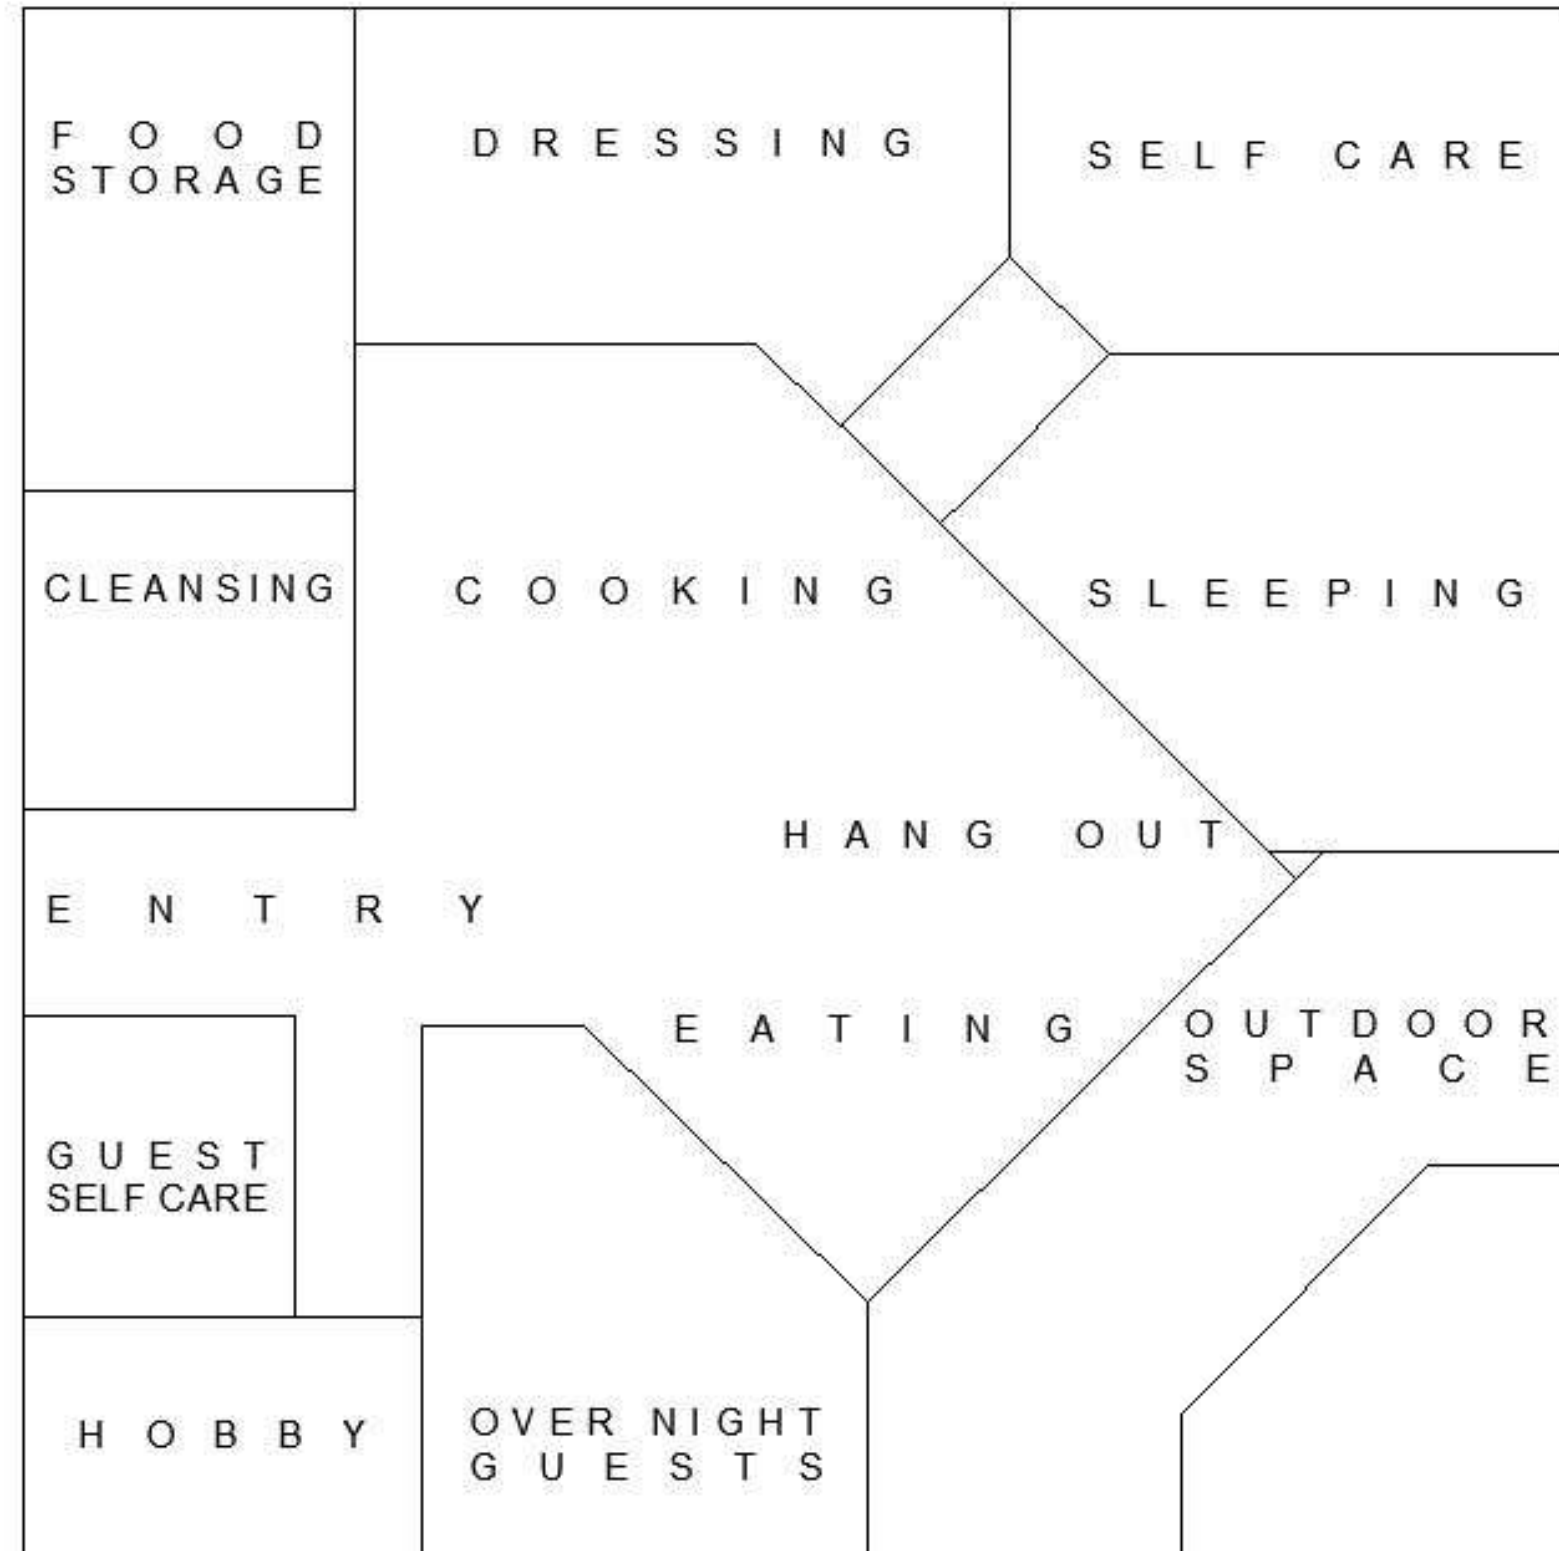 FOOD
STORAGE
DRESSING
SELF CARE
CLEANSING
COOKING
SLEEPING
HANG OUT
ENTRY
EATING
OUTDOOR
SPACE
GUEST
SELF CARE
HOBBY
OVER NIGHT
GUESTS